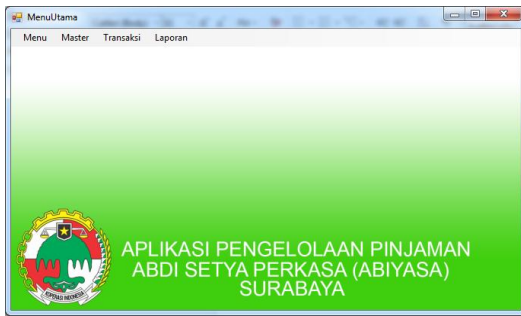 MenuUtama
Menu Master Transaksi Laporan
APLIKASI PENGELOLAAN PINJAMAN
ABDI SETYA PERKASA (ABIYASA)
SURABAYA
KOPERASI INDONESIA